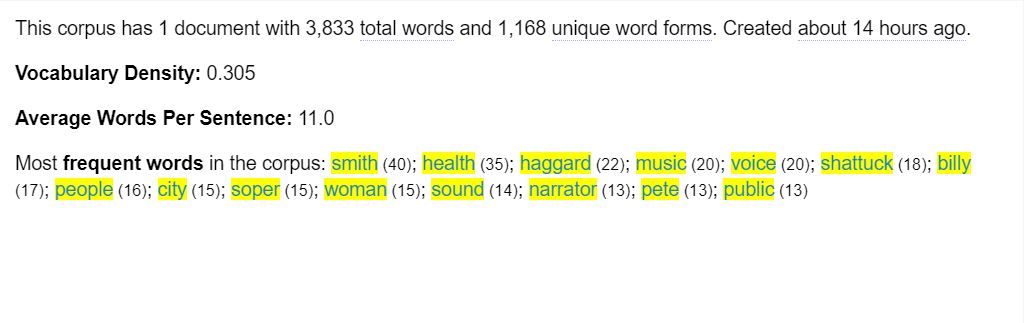 This corpus has 1 document with 3,833 total words and 1,168 unique word forms. Created about 14 hours ago.
Vocabulary Density: 0.305
Average Words Per Sentence: 11.0
Most frequent words in the corpus: smith (40); health (35); haggard (22); music (20); voice (20); shattuck (18); billy
(17); people (16); city (15); soper (15); woman (15); sound (14); narrator (13); pete (13); public (13)